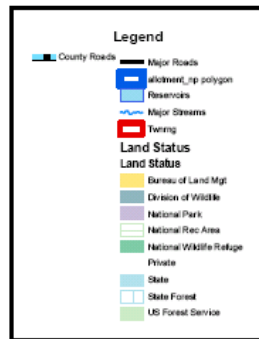 Legend
County Roads
Major Roads
allotment_np polygon
Reservoirs
Major Streams
Twnrng
Land Status
Land Status
Bureau of Land Mgt
Division of Wildlife
National Park
National Rec Area
National Wildlife Refuge
Private
State
State Forest
US Forest Service